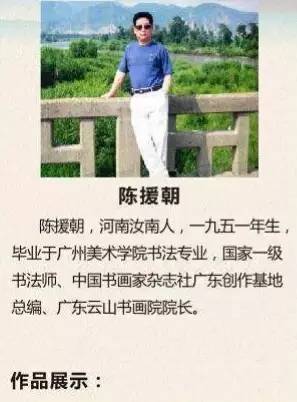 陈援朝
陈援朝，河南汝南人，一九五一年生，
毕业于广州美术学院书法专业，国家一级
书法师、中国书画家杂志社广东创作基地
总编、广东云山书画院院长。
作品展示：